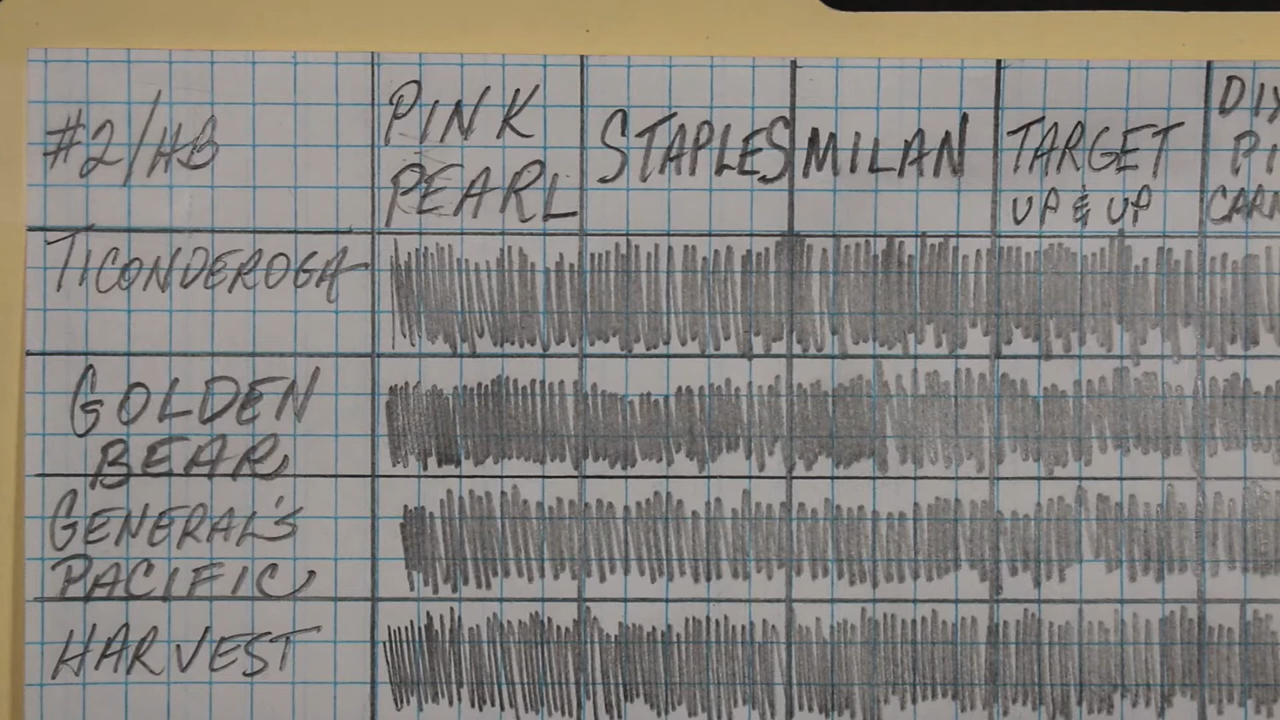 #2/HB
PINK
PEARL
STAPLES
MILAN
TARGET
UP & UP
TICONDEROGA
GOLDEN
BEAR
GENERAL'S
PACIFIC
HARVEST